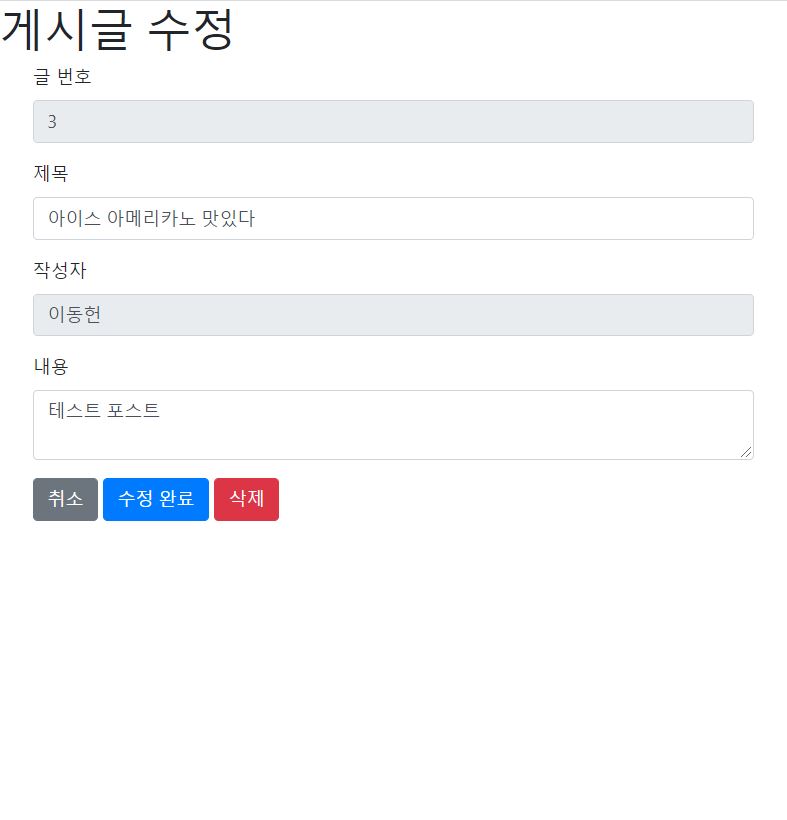 게시글 수정
글 번호
3
제목
아이스 아메리카노 맛있다
작성자
이동헌
내용
테스트 포스트
취소 수정 완료 삭제